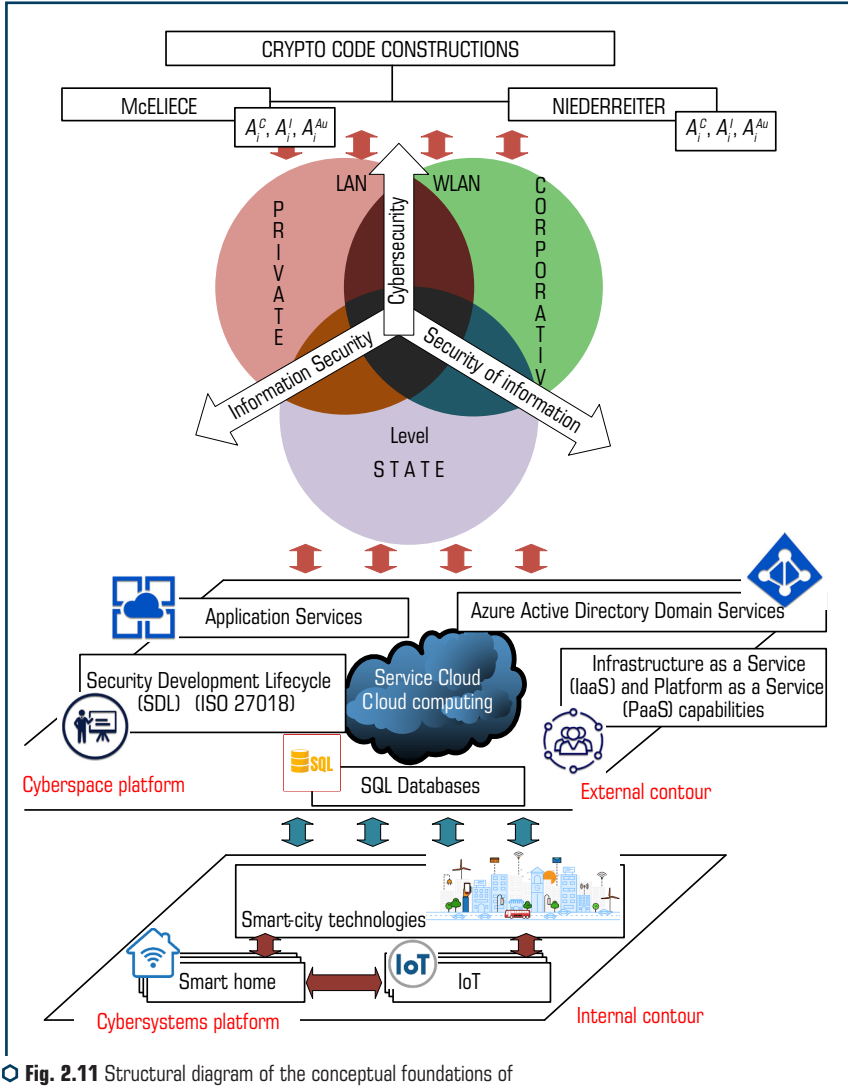 CRYPTO CODE CONSTRUCTIONS
McELIECE
NIEDERREITER
A_i^C, A_i^I, A_i^Au
A_i^C, A_i^I, A_i^Au
LAN
WLAN
PRIVATE
CORPORATIV
Cybersecurity
Information Security
Security of information
Level
STATE
Application Services
Azure Active Directory Domain Services
Security Development Lifecycle
(SDL) (ISO 27018)
Service Cloud
Cloud computing
Infrastructure as a Service
(IaaS) and Platform as a Service
(PaaS) capabilities
SQL
SQL Databases
Cyberspace platform
External contour
Smart-city technologies
Smart home
IoT
IoT
Cybersystems platform
Internal contour
Fig. 2.11 Structural diagram of the conceptual foundations of